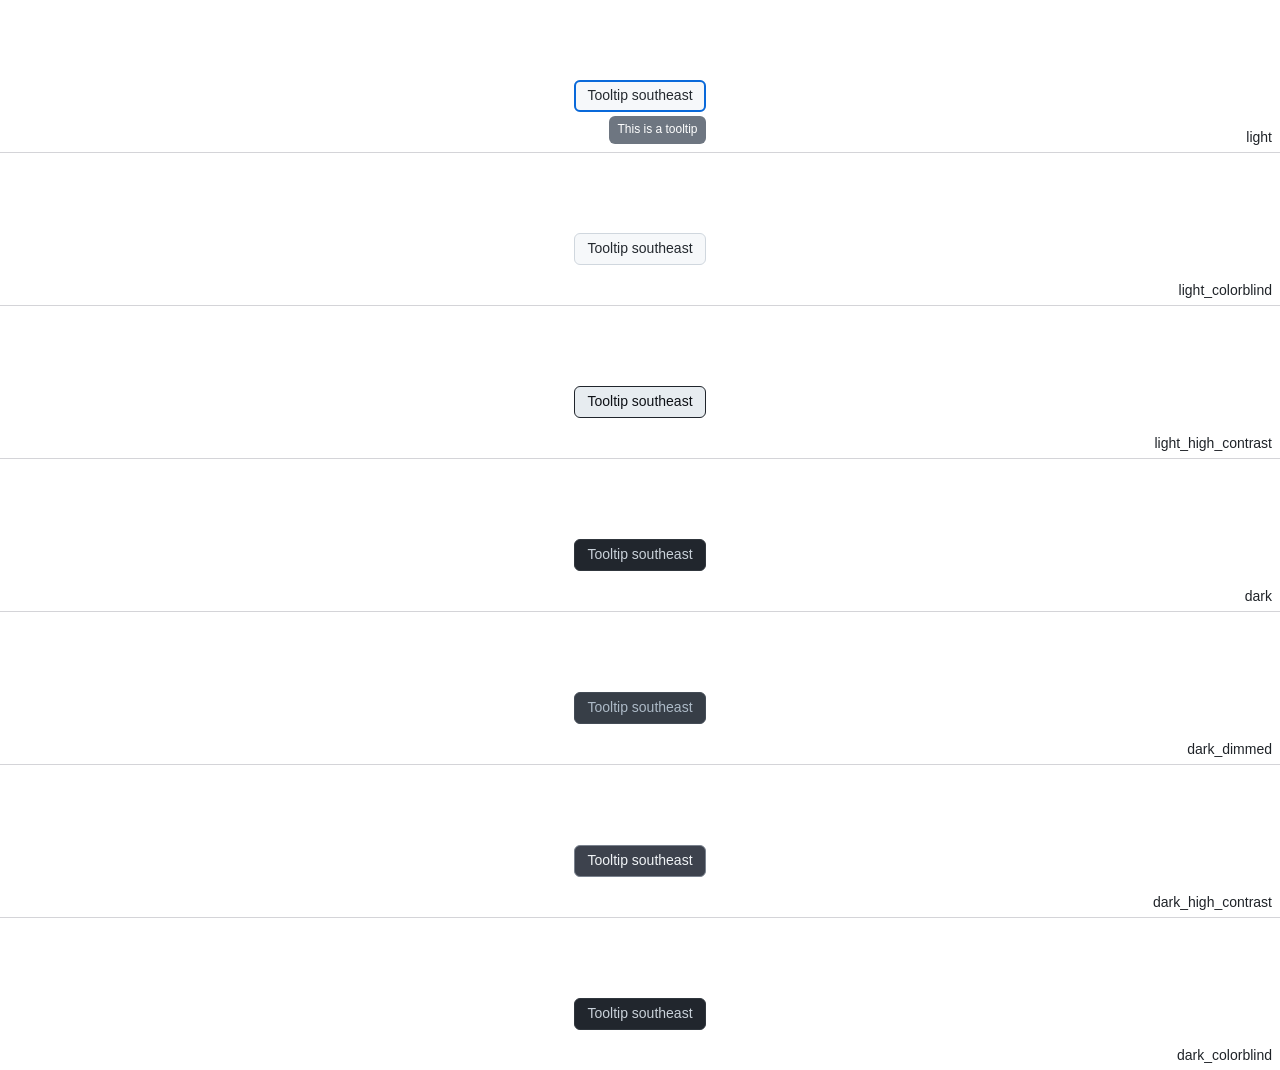 Tooltip southeast
This is a tooltip
light
Tooltip southeast
light_colorblind
Tooltip southeast
light_high_contrast
Tooltip southeast
dark
Tooltip southeast
dark_dimmed
Tooltip southeast
dark_high_contrast
Tooltip southeast
dark_colorblind